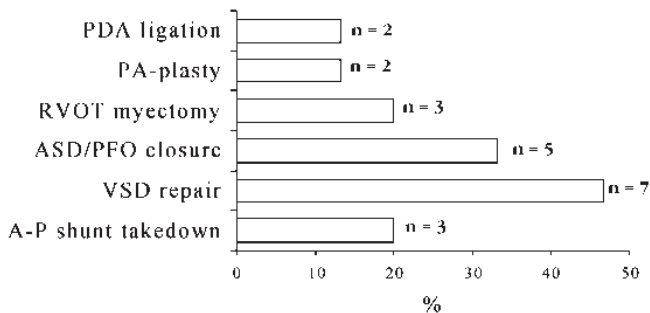 PDA ligation n = 2
PA-plasty n = 2
RVOT myectomy n = 3
ASD/PFO closure n = 5
VSD repair n = 7
A-P shunt takedown n = 3
0 10 20 30 40 50
%